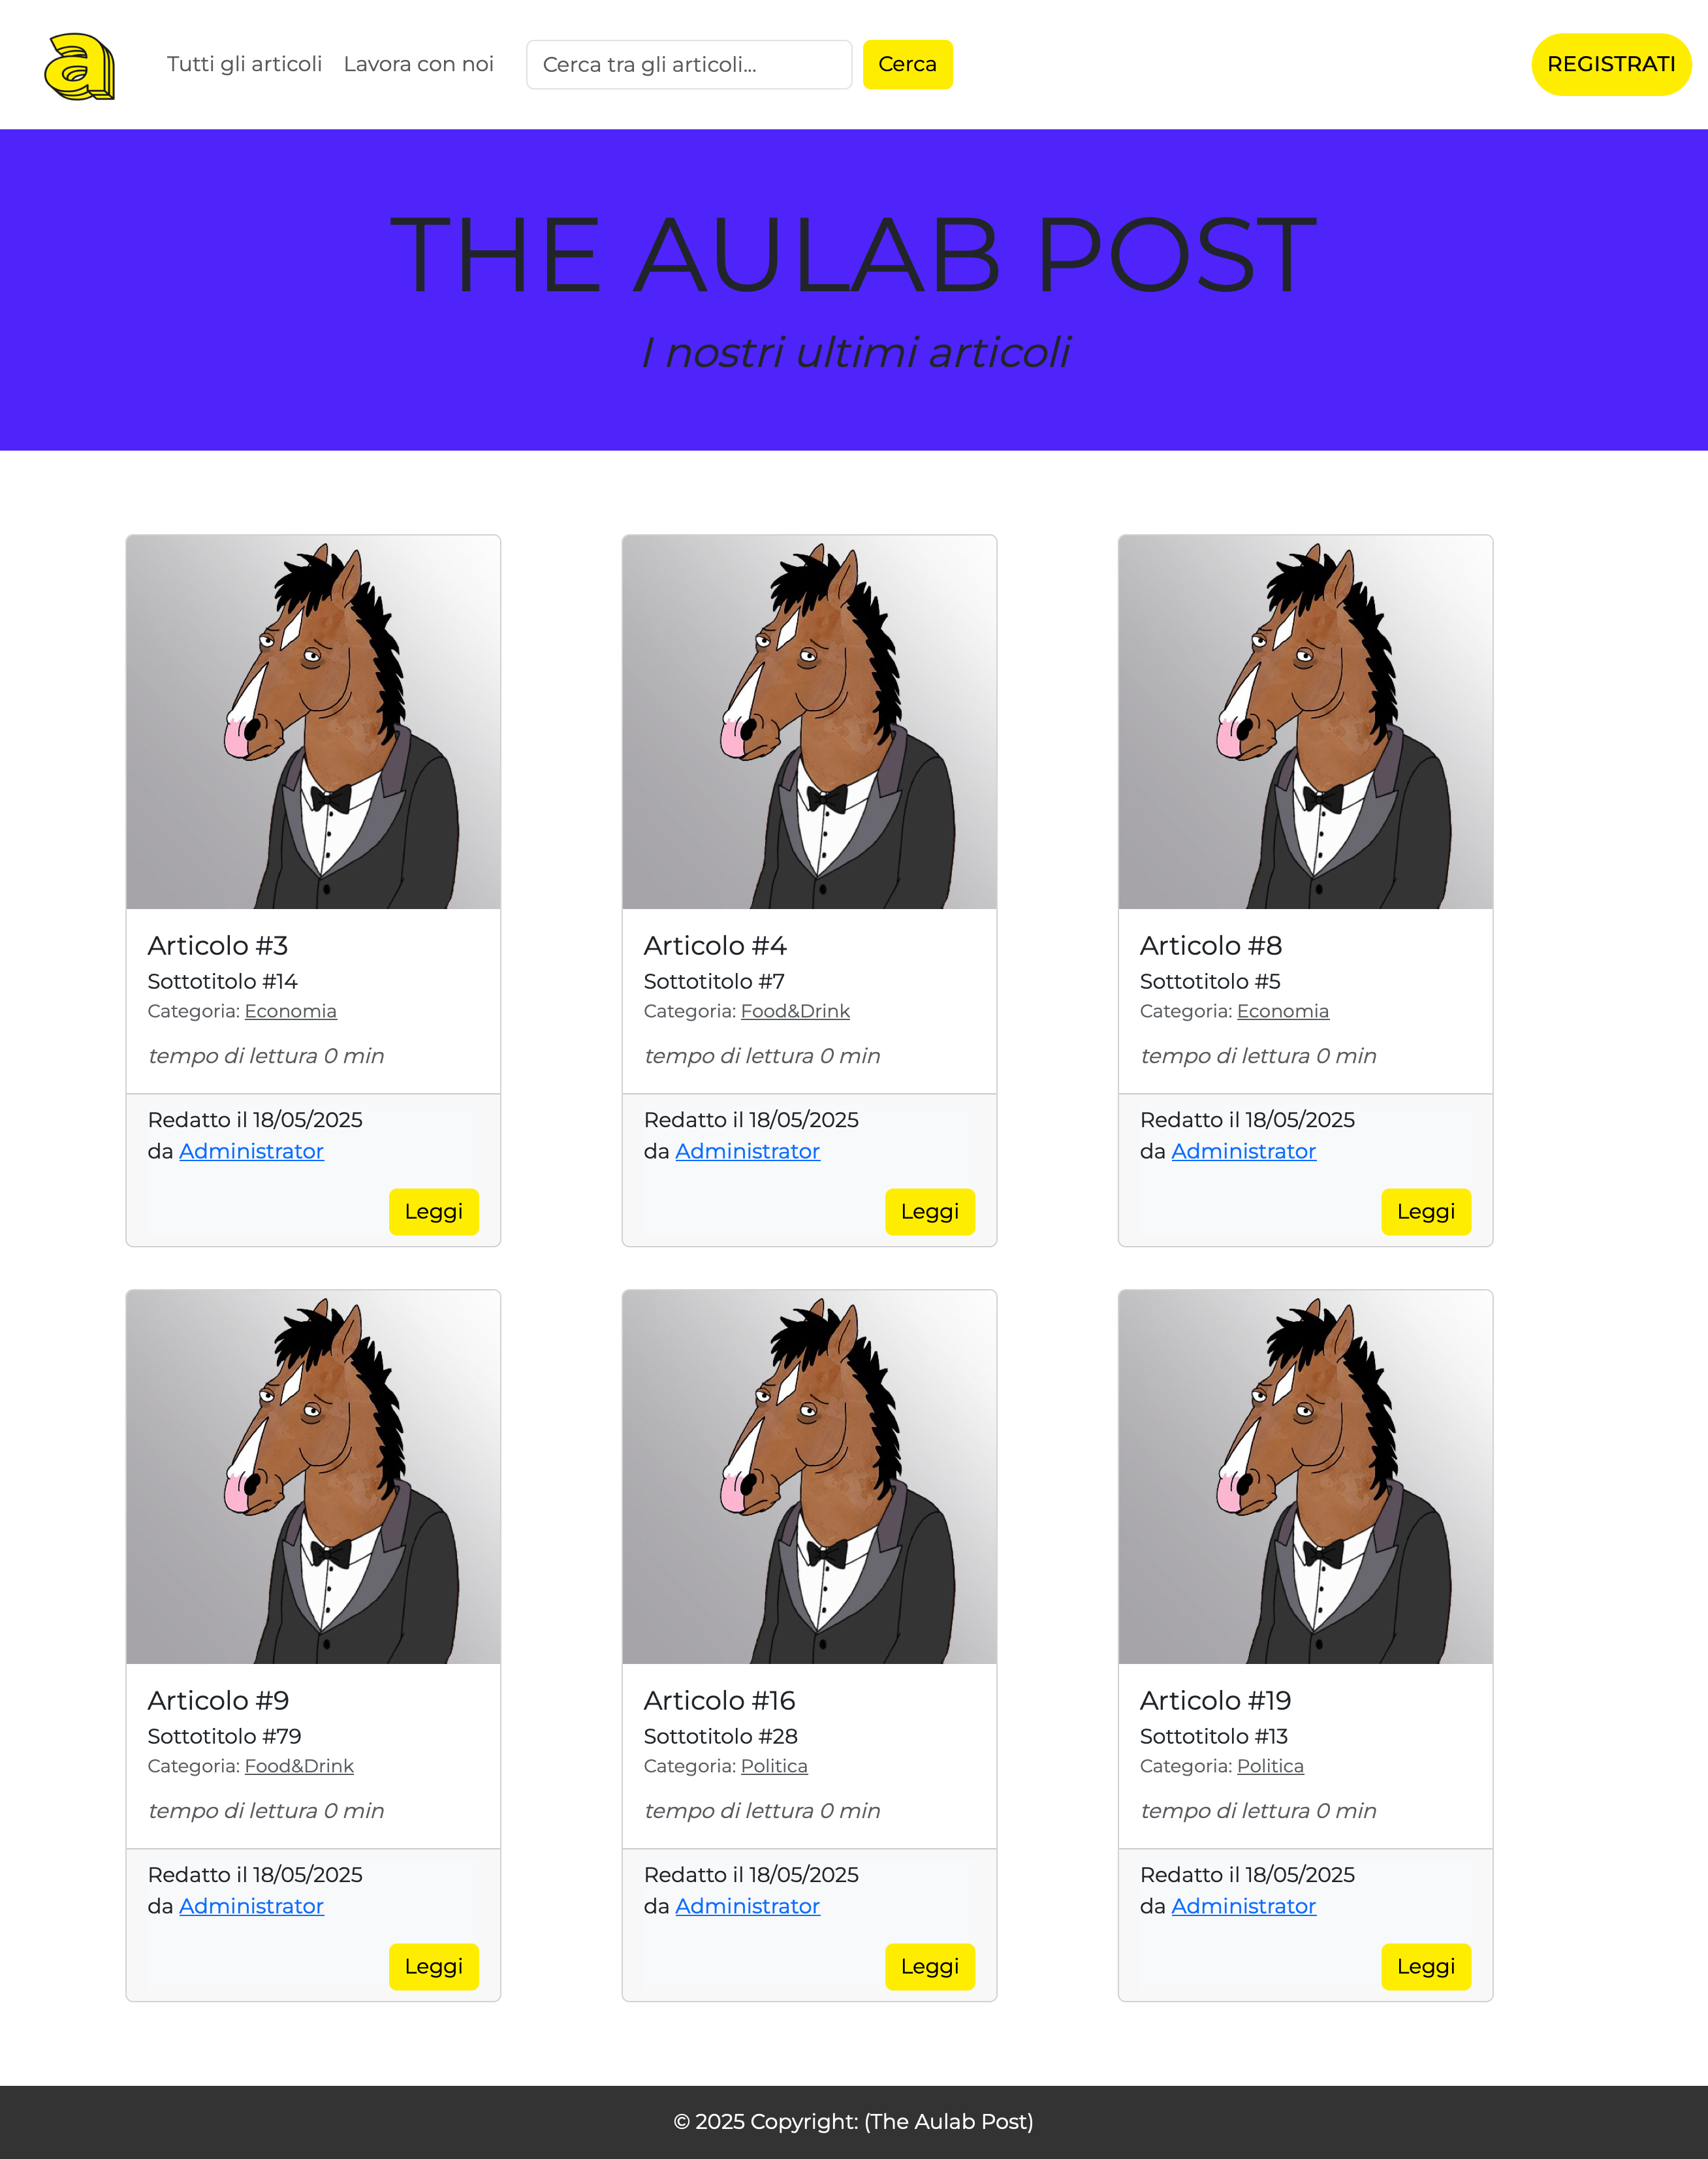 a
Tutti gli articoli
Lavora con noi
Cerca tra gli articoli...
Cerca
REGISTRATI
THE AULAB POST
I nostri ultimi articoli
Articolo #3
Sottotitolo #14
Categoria: Economia
tempo di lettura 0 min
Redatto il 18/05/2025
da Administrator
Leggi
Articolo #4
Sottotitolo #7
Categoria: Food&Drink
tempo di lettura 0 min
Redatto il 18/05/2025
da Administrator
Leggi
Articolo #8
Sottotitolo #5
Categoria: Economia
tempo di lettura 0 min
Redatto il 18/05/2025
da Administrator
Leggi
Articolo #9
Sottotitolo #79
Categoria: Food&Drink
tempo di lettura 0 min
Redatto il 18/05/2025
da Administrator
Leggi
Articolo #16
Sottotitolo #28
Categoria: Politica
tempo di lettura 0 min
Redatto il 18/05/2025
da Administrator
Leggi
Articolo #19
Sottotitolo #13
Categoria: Politica
tempo di lettura 0 min
Redatto il 18/05/2025
da Administrator
Leggi
© 2025 Copyright: (The Aulab Post)